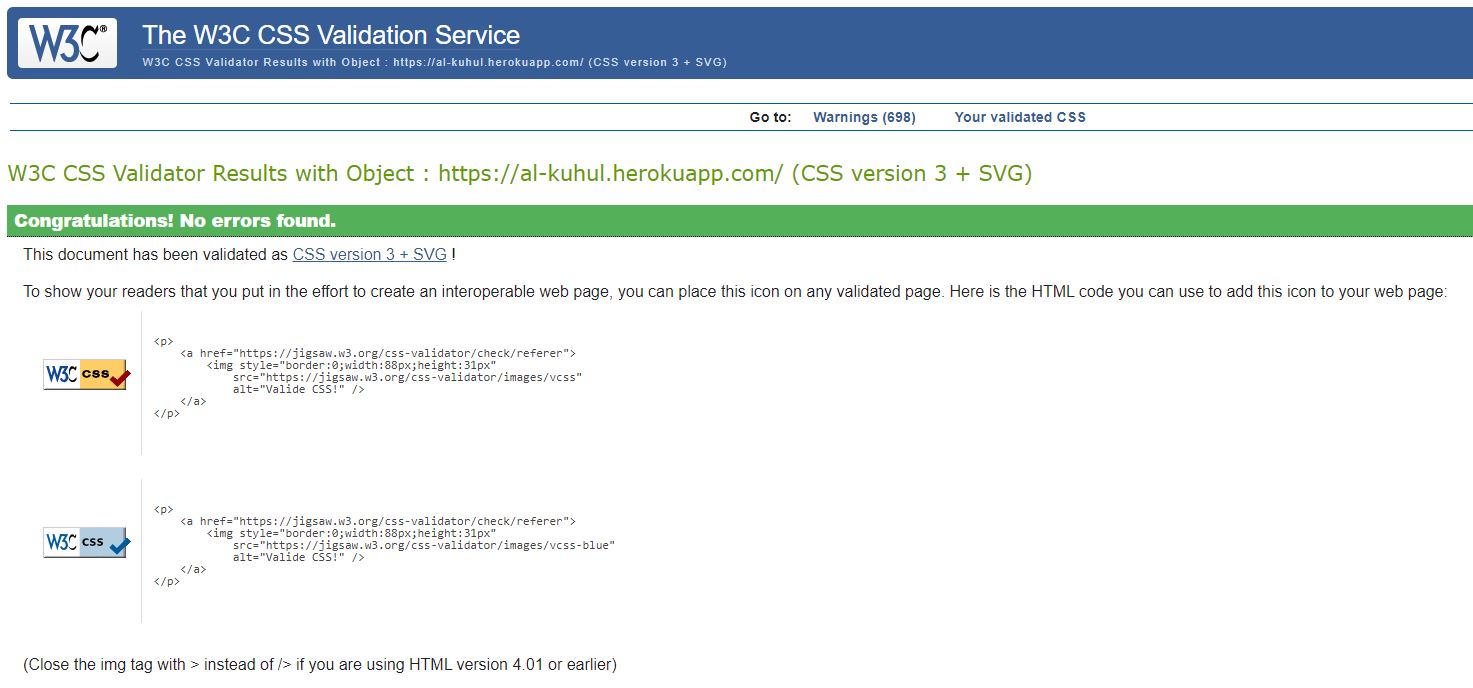 W3C® The W3C CSS Validation Service
W3C CSS Validator Results with Object : https://al-kuhul.herokuapp.com/ (CSS version 3 + SVG)
Go to: Warnings (698) Your validated CSS
W3C CSS Validator Results with Object : https://al-kuhul.herokuapp.com/ (CSS version 3 + SVG)
Congratulations! No errors found.
This document has been validated as CSS version 3 + SVG !
To show your readers that you put in the effort to create an interoperable web page, you can place this icon on any validated page. Here is the HTML code you can use to add this icon to your web page:
W3C css
<p>
<a href="https://jigsaw.w3.org/css-validator/check/referer">
<img style="border:0;width:88px;height:31px"
src="https://jigsaw.w3.org/css-validator/images/vcss"
alt="Valide CSS!" />
</a>
</p>
W3C css
<p>
<a href="https://jigsaw.w3.org/css-validator/check/referer">
<img style="border:0;width:88px;height:31px"
src="https://jigsaw.w3.org/css-validator/images/vcss-blue"
alt="Valide CSS!" />
</a>
</p>
(Close the img tag with > instead of /> if you are using HTML version 4.01 or earlier)